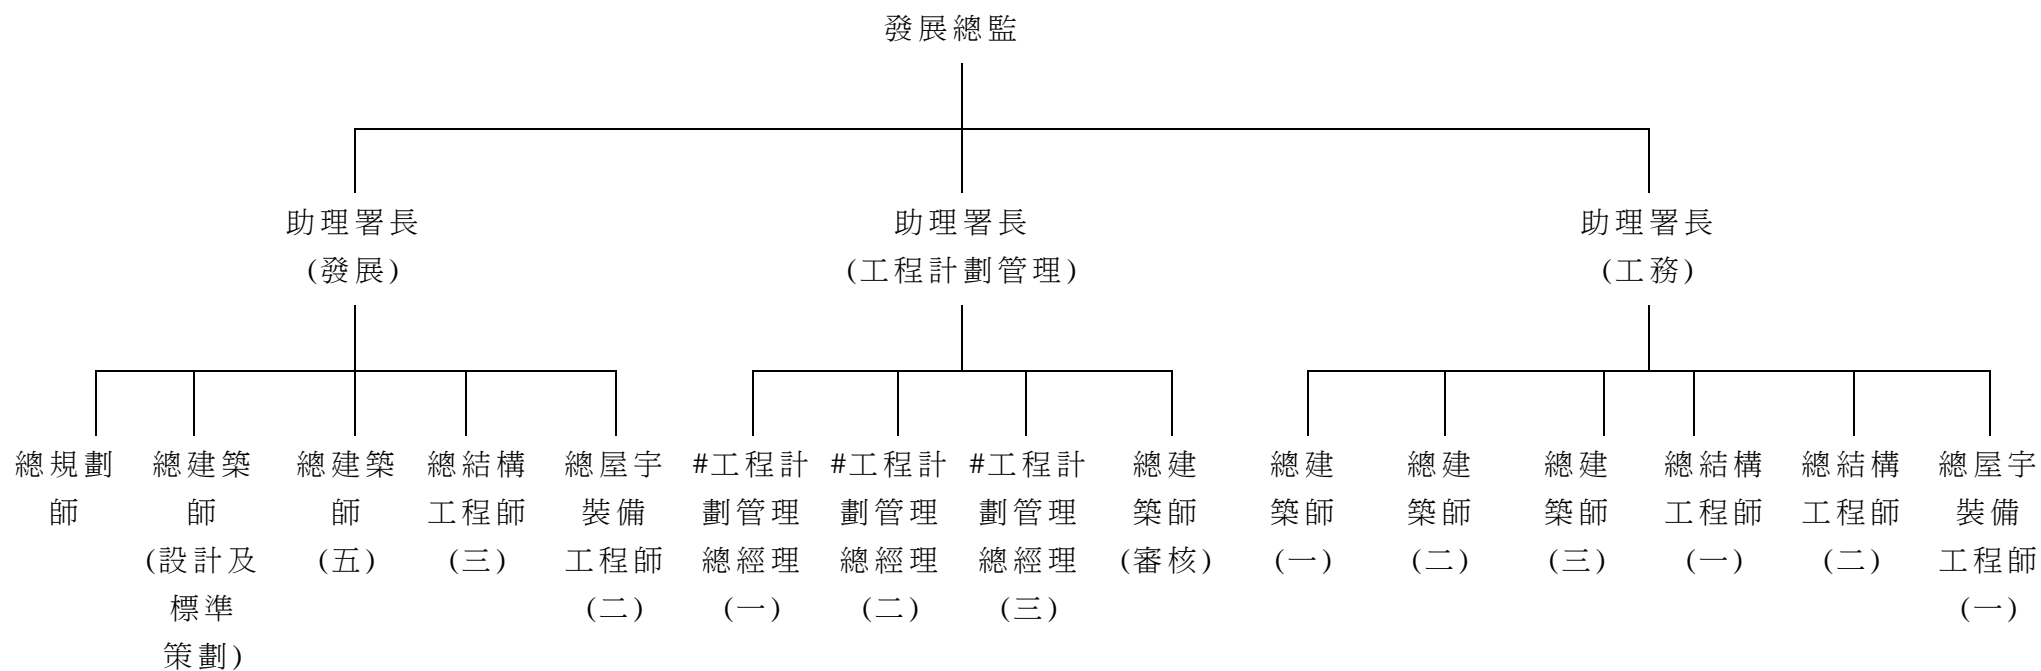 發展總監
助理署長
(發展)
助理署長
(工程計劃管理)
助理署長
(工務)
總規劃
師
總建築
師
(設計及
標準
策劃)
總建築
師
(五)
總結構
工程師
(三)
總屋宇
裝備
工程師
(二)
#工程計
劃管理
總經理
(一)
#工程計
劃管理
總經理
(二)
#工程計
劃管理
總經理
(三)
總建
築師
(審核)
總建
築師
(一)
總建
築師
(二)
總建
築師
(三)
總結構
工程師
(一)
總結構
工程師
(二)
總屋宇
裝備
工程師
(一)